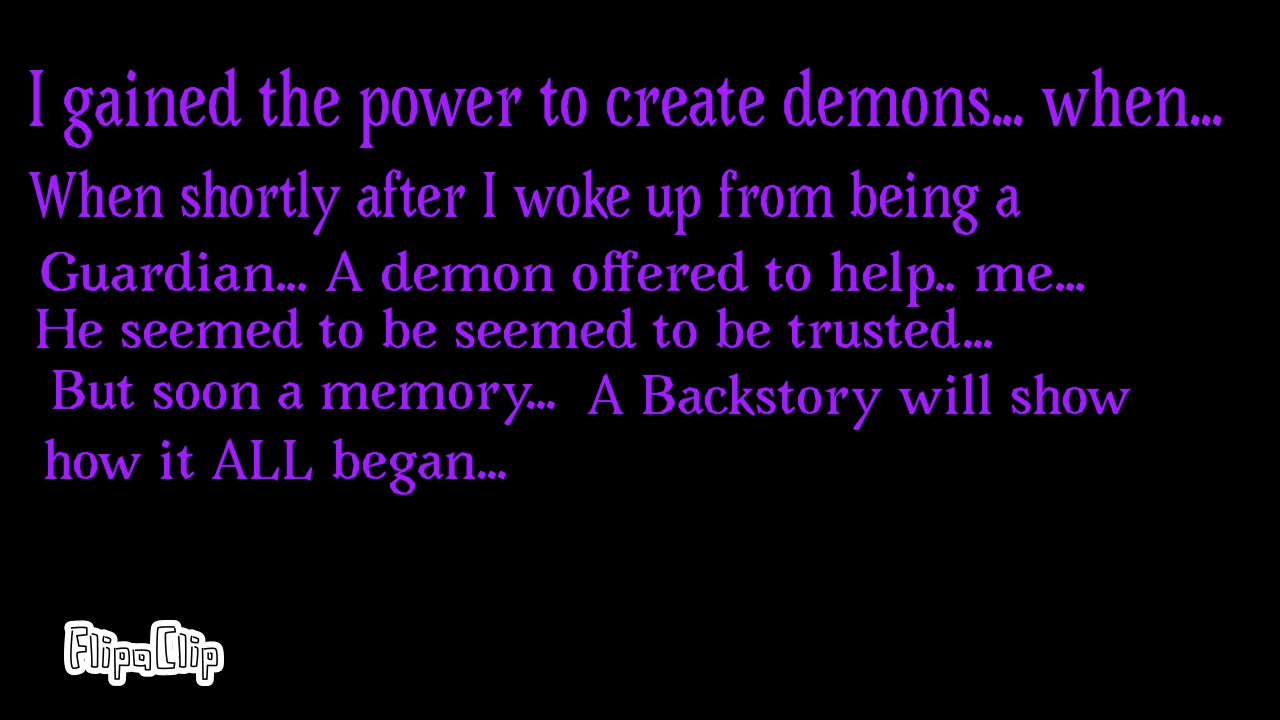 I gained the power to create demons... when...
When shortly after I woke up from being a
Guardian... A demon offered to help.. me...
He seemed to be seemed to be trusted...
But soon a memory... A Backstory will show
how it ALL began...
FlipaClip